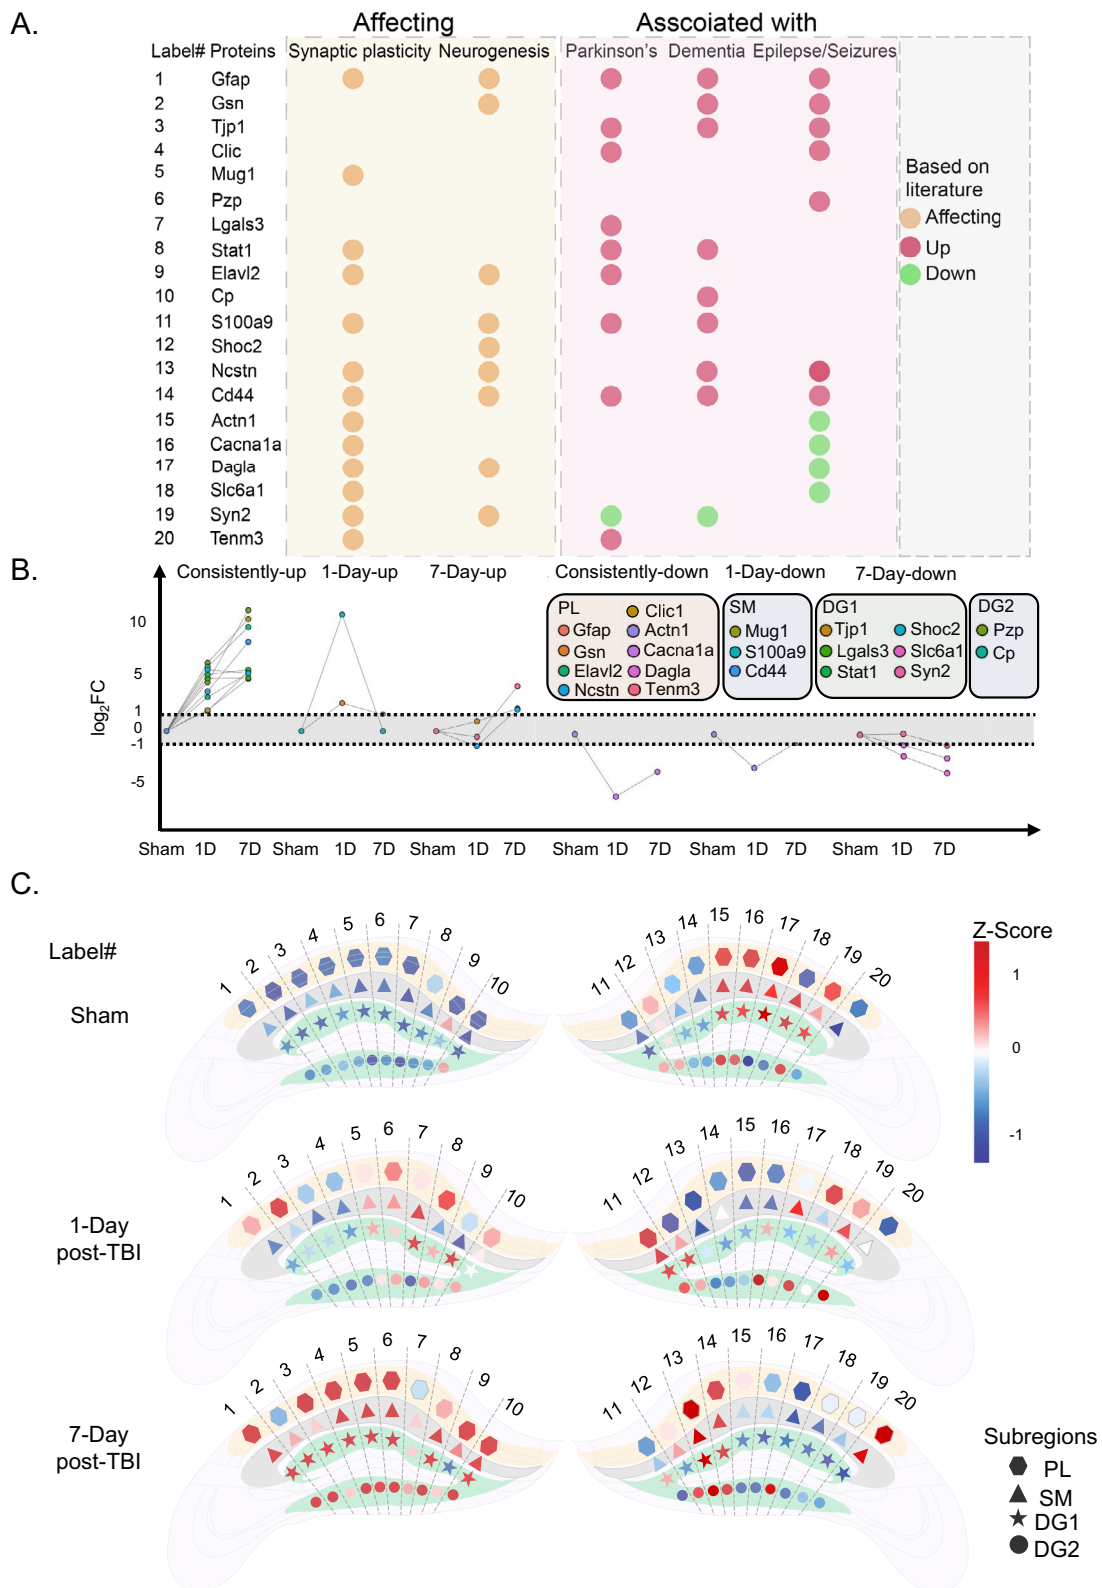 A.
Affecting Asscoiated with
Label# Proteins Synaptic plasticity Neurogenesis Parkinson's Dementia Epilepse/Seizures
1 Gfap
2 Gsn
3 Tjp1
4 Clic
5 Mug1
6 Pzp
7 Lgals3
8 Stat1
9 Elavl2
10 Cp
11 S100a9
12 Shoc2
13 Ncstn
14 Cd44
15 Actn1
16 Cacna1a
17 Dagla
18 Slc6a1
19 Syn2
20 Tenm3
Based on
literature
Affecting
Up
Down
B.
Consistently-up 1-Day-up 7-Day-up Consistently-down 1-Day-down 7-Day-down
log2FC
10
5
1
0
-1
-5
PL
Gfap
Gsn
Elavl2
Ncstn
Clic1
Actn1
Cacna1a
Dagla
Tenm3
SM
Mug1
S100a9
Cd44
DG1
Tjp1
Lgals3
Stat1
Shoc2
Slc6a1
Syn2
DG2
Pzp
Cp
Sham 1D 7D Sham 1D 7D Sham 1D 7D Sham 1D 7D Sham 1D 7D Sham 1D 7D
C.
Label#
Sham
1 2 3 4 5 6 7 8 9 10
11 12 13 14 15 16 17 18 19 20
Z-Score
1
0
-1
1-Day
post-TBI
1 2 3 4 5 6 7 8 9 10
11 12 13 14 15 16 17 18 19 20
7-Day
post-TBI
1 2 3 4 5 6 7 8 9 10
11 12 13 14 15 16 17 18 19 20
Subregions
PL
SM
DG1
DG2